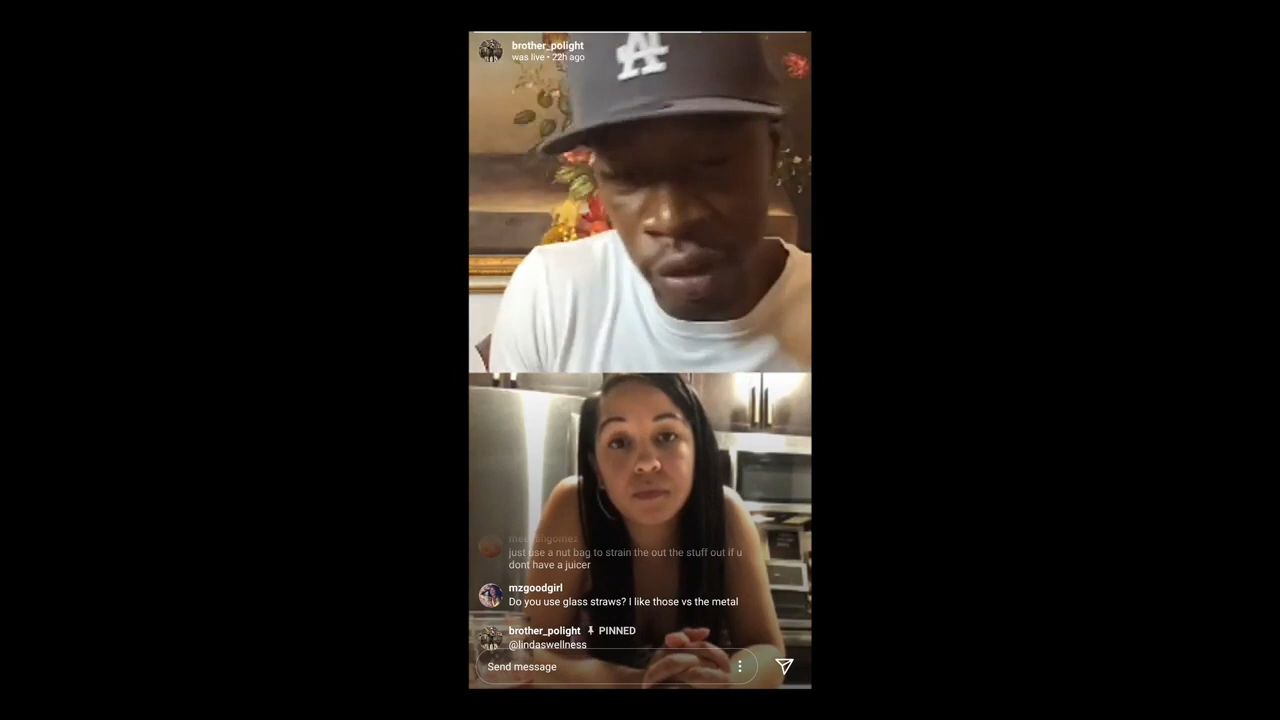 LA
brother_polight
was live • 22h ago
just use a nut bag to strain the out the stuff out if u
dont have a juicer
mzgoodgirl
Do you use glass straws? I like those vs the metal
brother_polight PINNED
@lindaswellness
Send message